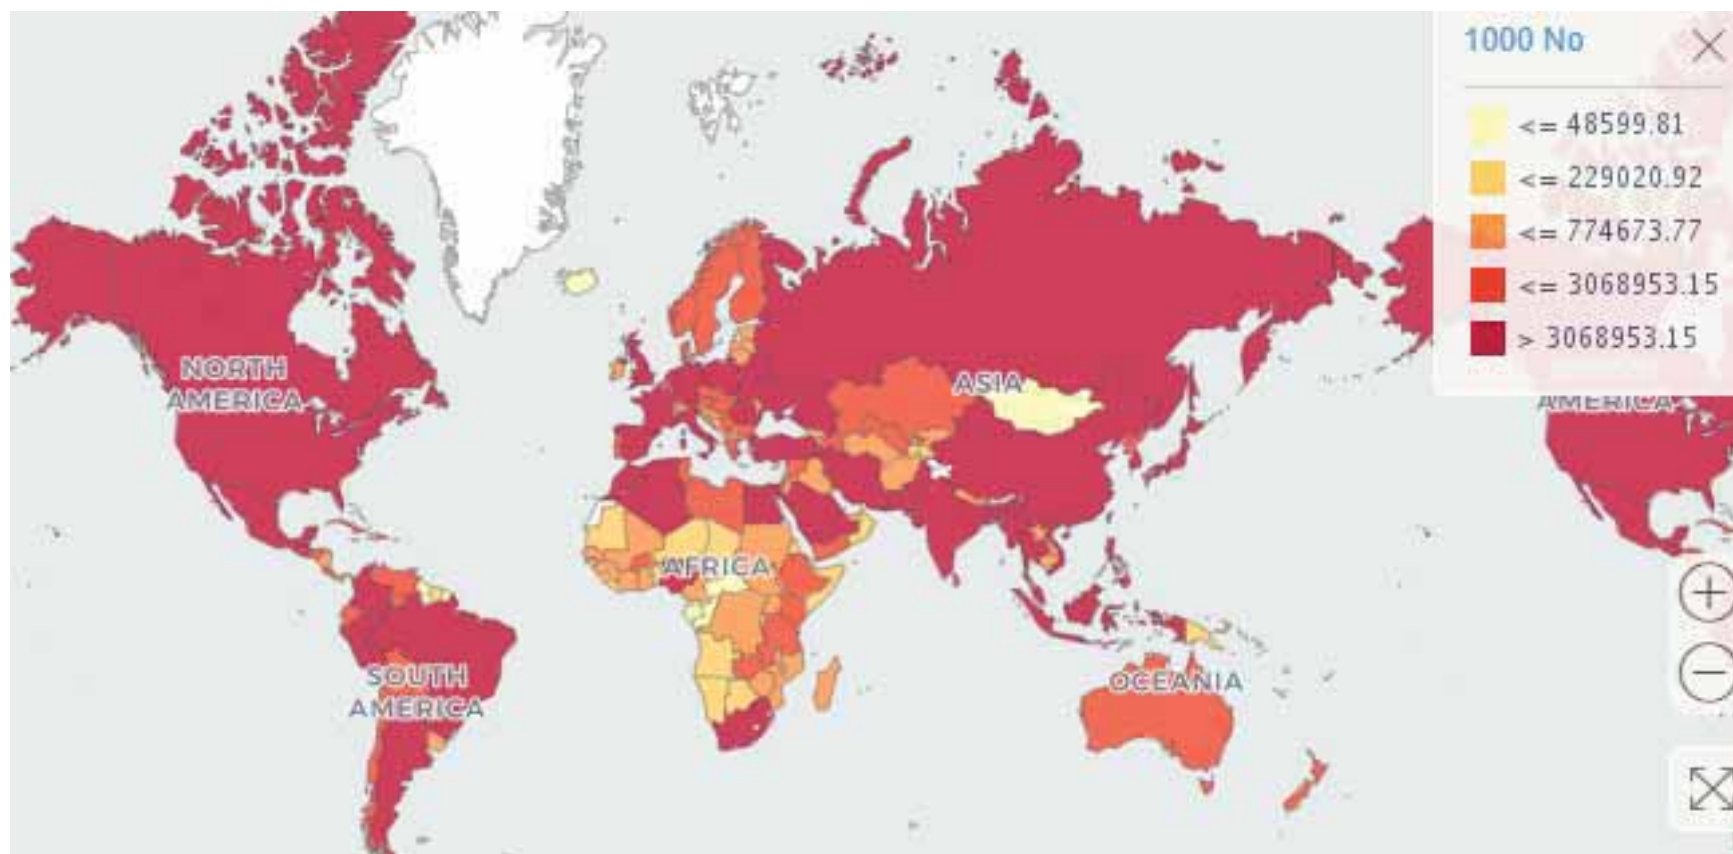 1000 No
<= 48599.81
<= 229020.92
<= 774673.77
<= 3068953.15
> 3068953.15
NORTH
AMERICA
ASIA
AMERICA
AFRICA
SOUTH
AMERICA
OCEANIA